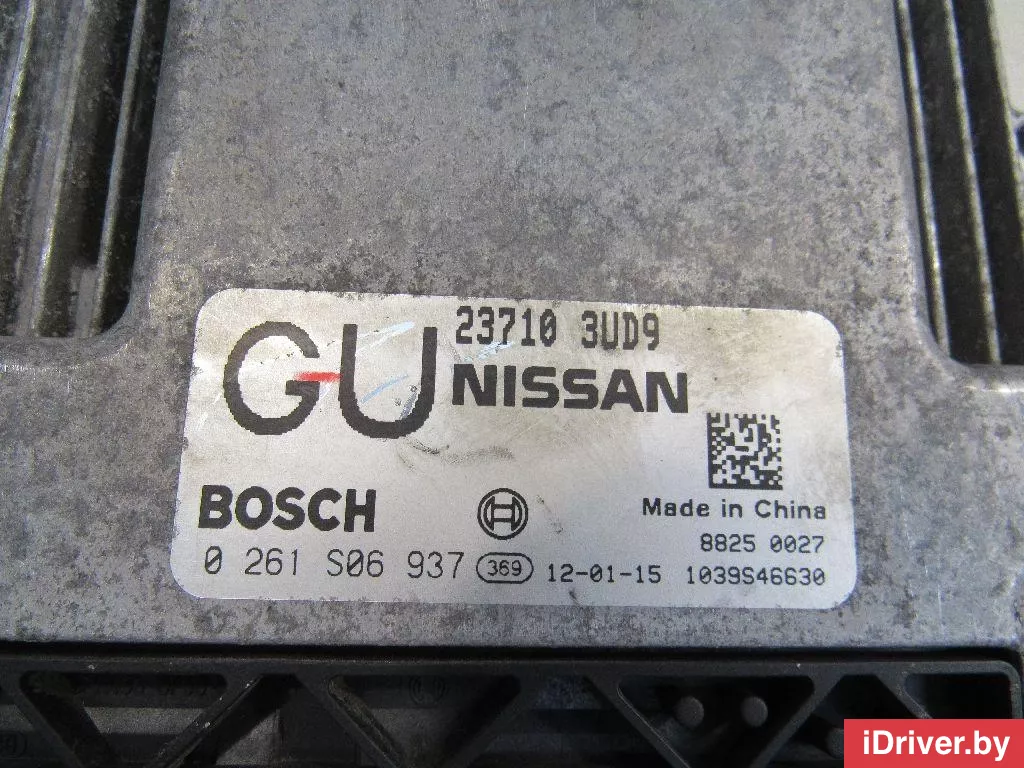 GU
23710 3UD9
NISSAN
BOSCH
Made in China
8825 0027
0 261 S06 937 369 12-01-15 1039S46630
iDriver.by